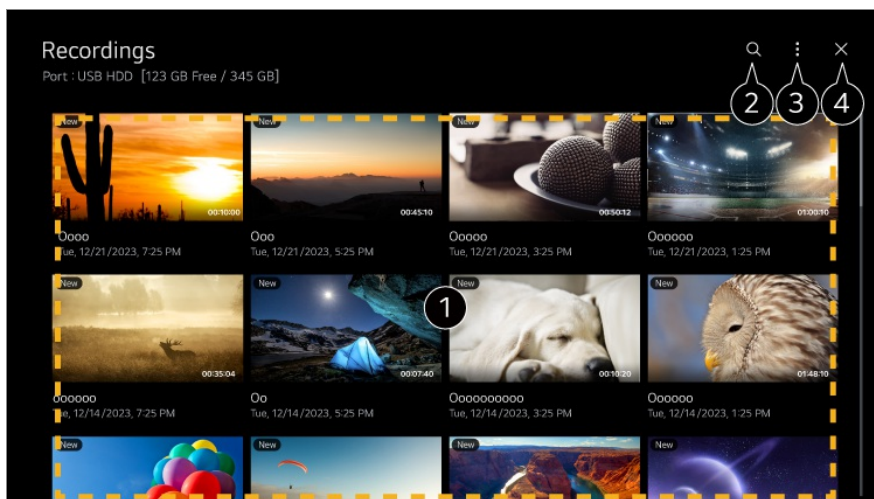 Recordings
Port : USB HDD [123 GB Free / 345 GB]
2 3 4
New New New New
00:10:00 00:45:10 00:50:12 01:00:10
Oooo Ooo Ooooo Oooooo
Tue, 12/21/2023, 7:25 PM Tue, 12/21/2023, 5:25 PM Tue, 12/21/2023, 3:25 PM Tue, 12/21/2023, 1:25 PM
New New New New
1
00:35:04 00:07:40 00:10:20 01:48:10
oooooo Oo Oooooooooo Oooooo
Tue, 12/14/2023, 7:25 PM Tue, 12/14/2023, 5:25 PM Tue, 12/14/2023, 3:25 PM Tue, 12/14/2023, 1:25 PM
New New New New